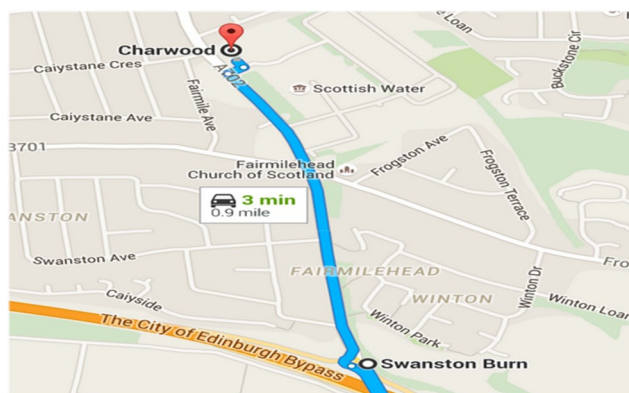 Loan
Buckstone Cir
Charwood
Caiystane Cres
A702
Scottish Water
Caiystane Ave
Fairmile Ave
3701
Fairmilehead
Church of Scotland
Frogston Ave
Frogston Terrace
3 min
0.9 mile
ANSTON
Swanston Ave
FAIRMILEHEAD
WINTON
Winton Dr
Fro
Winton Loan
Caiyside
Winton Park
The City of Edinburgh Bypass
Swanston Burn